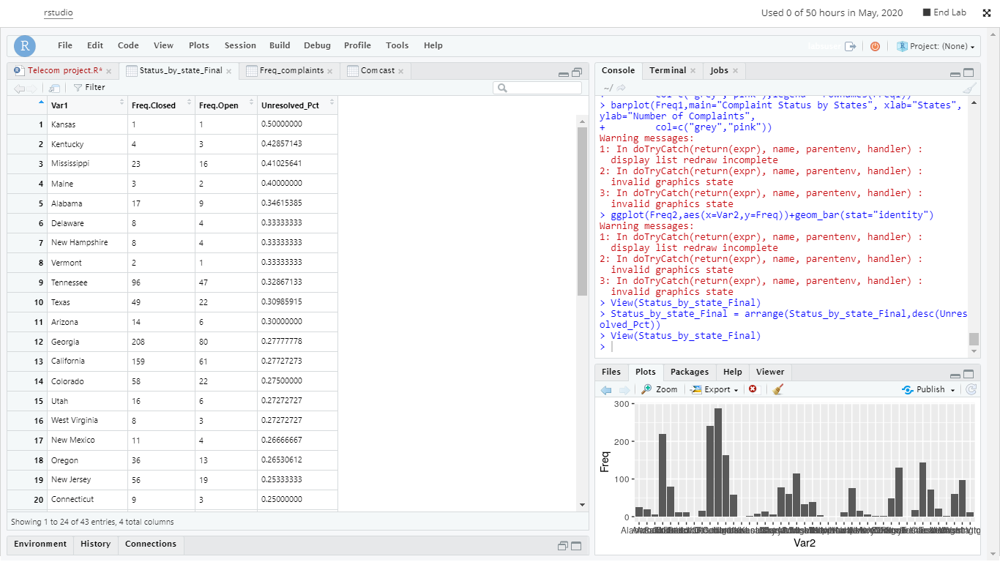 rstudio
Used 0 of 50 hours in May, 2020
End Lab
File Edit Code View Plots Session Build Debug Profile Tools Help
Project: (None)
Telecom project.R*
Status_by_state_Final
Freq_complaints
Comcast
Filter
Var1 Freq.Closed Freq.Open Unresolved_Pct
1 Kansas 1 1 0.50000000
2 Kentucky 4 3 0.42857143
3 Mississippi 23 16 0.41025641
4 Maine 3 2 0.40000000
5 Alabama 17 9 0.34615385
6 Delaware 8 4 0.33333333
7 New Hampshire 8 4 0.33333333
8 Vermont 2 1 0.33333333
9 Tennessee 96 47 0.32867133
10 Texas 49 22 0.30985915
11 Arizona 14 6 0.30000000
12 Georgia 208 80 0.27777778
13 California 159 61 0.27727273
14 Colorado 58 22 0.27500000
15 Utah 16 6 0.27272727
16 West Virginia 8 3 0.27272727
17 New Mexico 11 4 0.26666667
18 Oregon 36 13 0.26530612
19 New Jersey 56 19 0.25333333
20 Connecticut 9 3 0.25000000
Showing 1 to 24 of 43 entries, 4 total columns
Environment History Connections
Console Terminal Jobs
~/
> barplot(Freq1,main="Complaint Status by States", xlab="States",
ylab="Number of Complaints",
+ col=c("grey","pink"))
Warning messages:
1: In doTryCatch(return(expr), name, parentenv, handler) :
display list redraw incomplete
2: In doTryCatch(return(expr), name, parentenv, handler) :
invalid graphics state
3: In doTryCatch(return(expr), name, parentenv, handler) :
invalid graphics state
> ggplot(Freq2,aes(x=Var2,y=Freq))+geom_bar(stat="identity")
Warning messages:
1: In doTryCatch(return(expr), name, parentenv, handler) :
display list redraw incomplete
2: In doTryCatch(return(expr), name, parentenv, handler) :
invalid graphics state
3: In doTryCatch(return(expr), name, parentenv, handler) :
invalid graphics state
> View(Status_by_state_Final)
> Status_by_state_Final = arrange(Status_by_state_Final,desc(Unres
olved_Pct))
> View(Status_by_state_Final)
>
Files Plots Packages Help Viewer
Zoom Export Publish
300
200
100
0
Freq
Var2